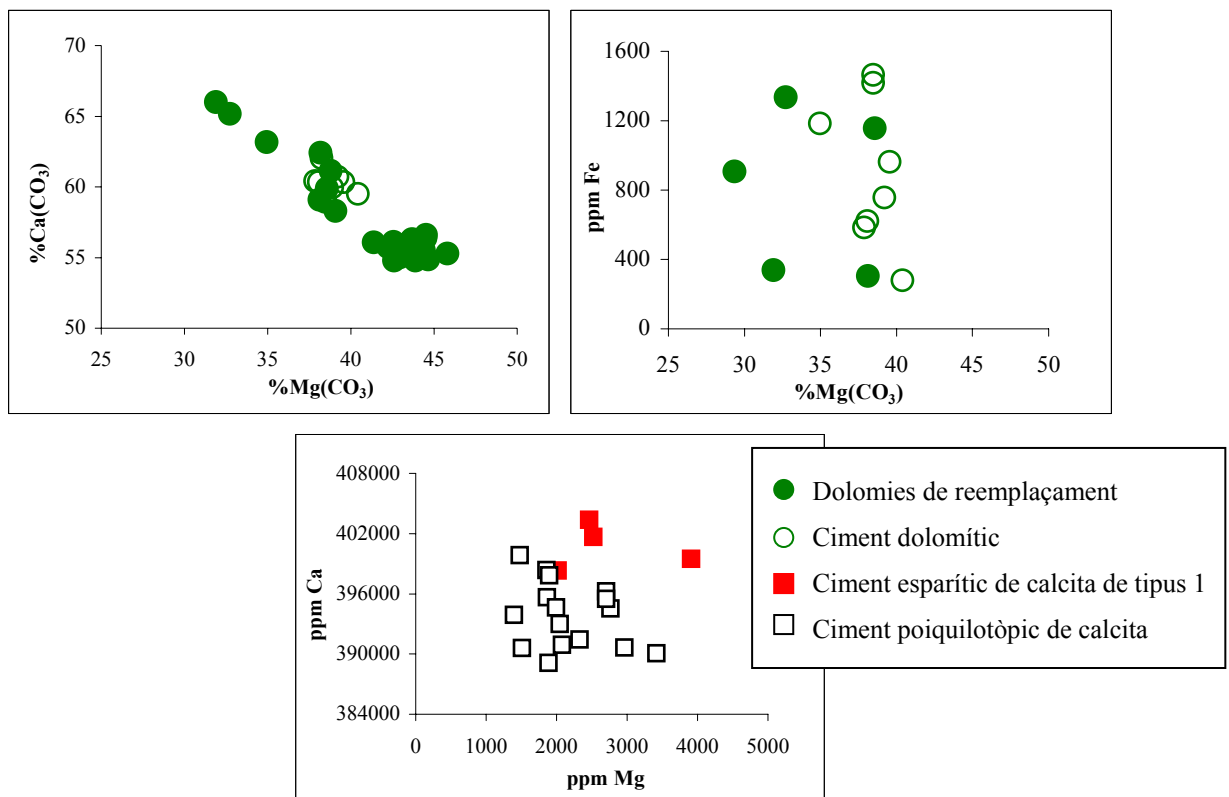 70
65
60
55
50
%Ca(CO3)
25 30 35 40 45 50
%Mg(CO3)
1600
1200
800
400
0
ppm Fe
25 30 35 40 45 50
%Mg(CO3)
408000
402000
396000
390000
384000
ppm Ca
0 1000 2000 3000 4000 5000
ppm Mg
Dolomies de reemplaçament
Ciment dolomític
Ciment esparític de calcita de tipus 1
Ciment poiquilotòpic de calcita